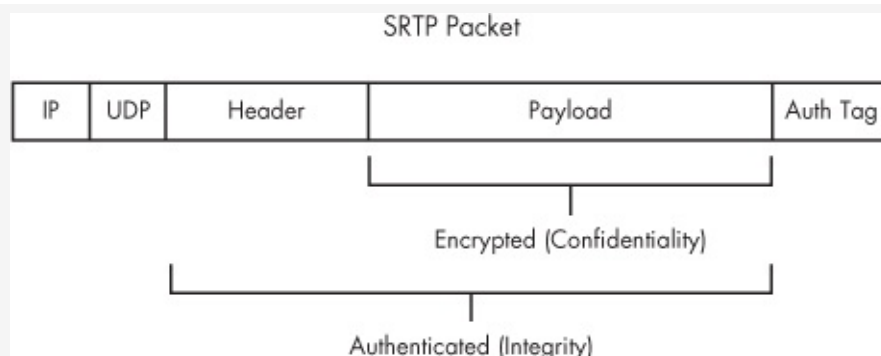 SRTP Packet
IP UDP Header Payload Auth Tag
Encrypted (Confidentiality)
Authenticated (Integrity)